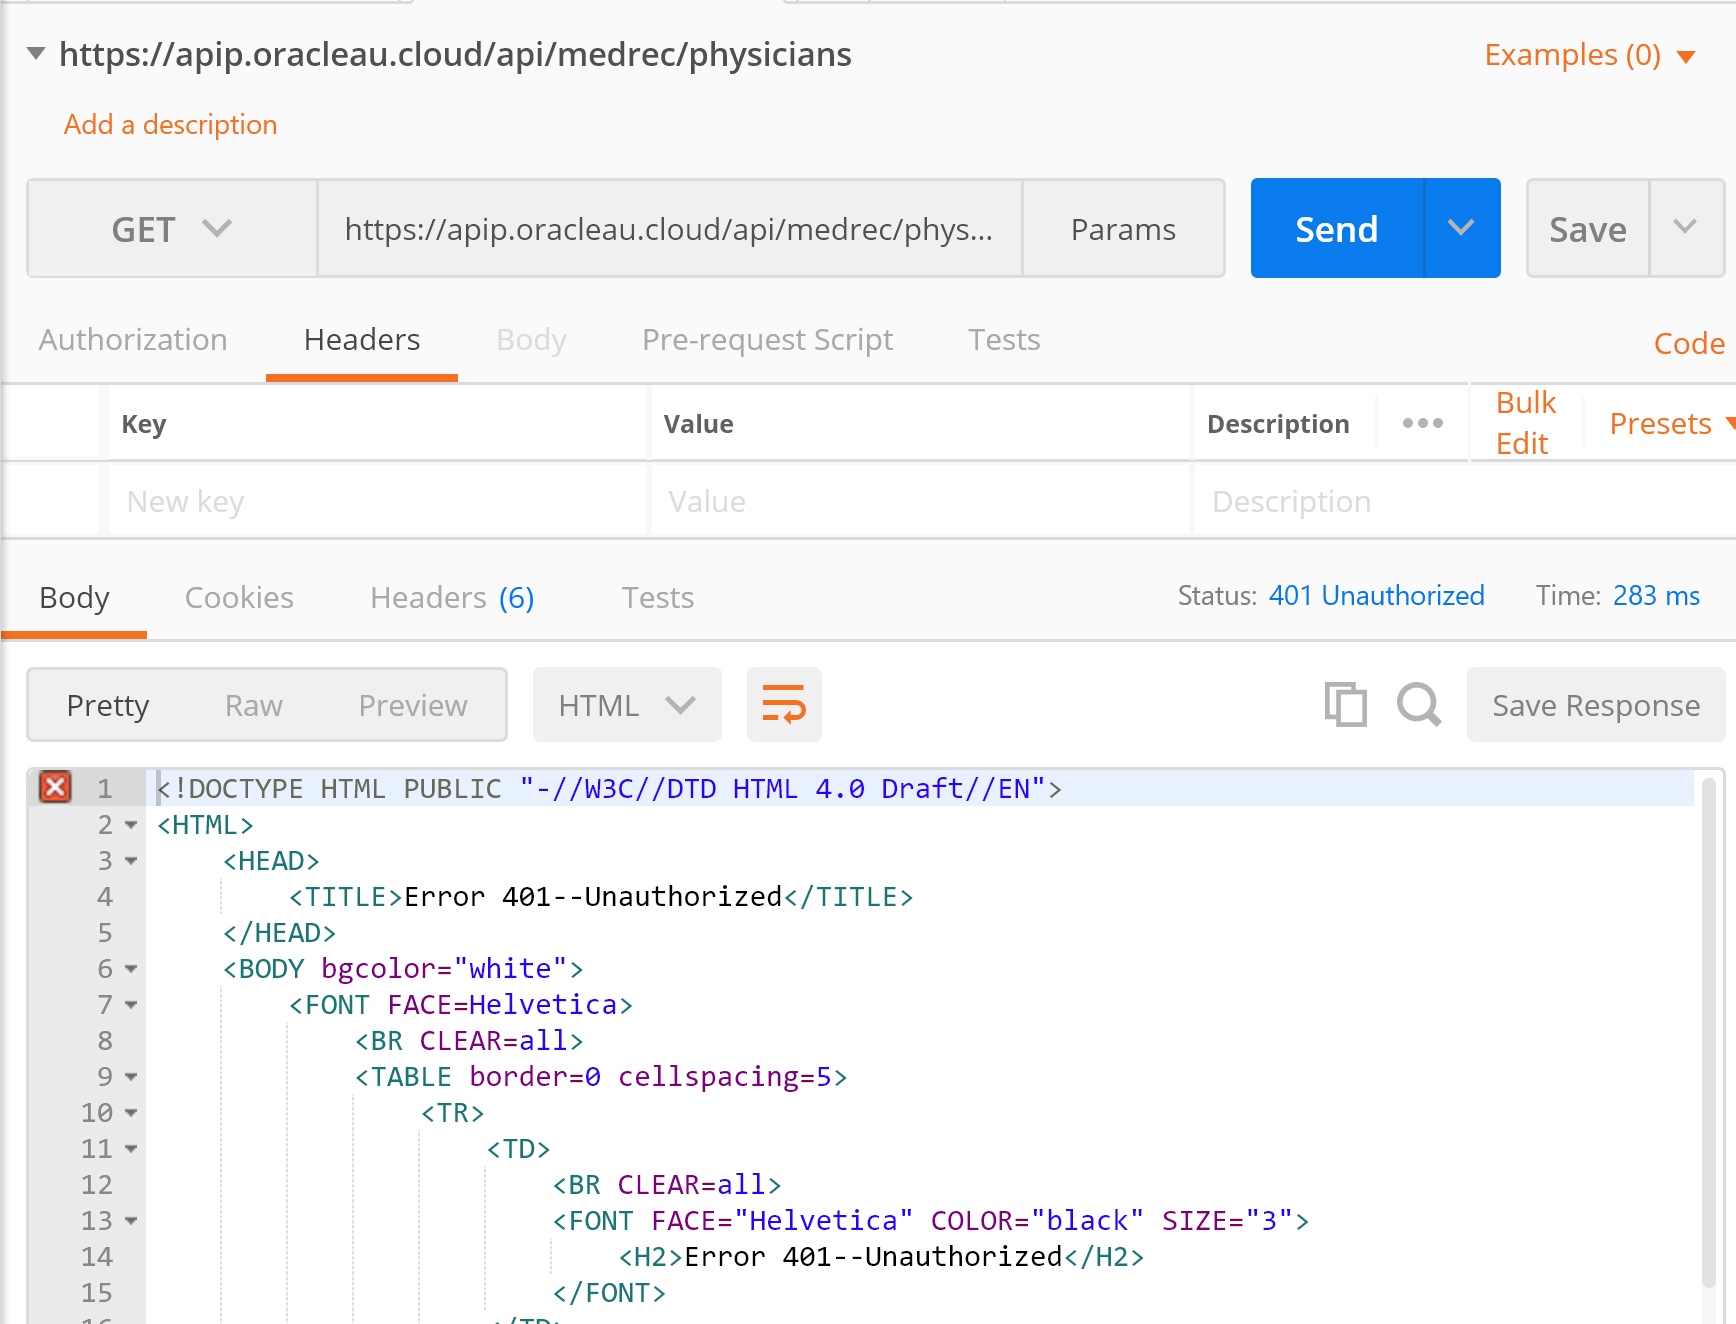 https://apip.oracleau.cloud/api/medrec/physicians
Examples (0)
Add a description
GET
https://apip.oracleau.cloud/api/medrec/phys...
Params
Send
Save
Authorization
Headers
Body
Pre-request Script
Tests
Code
Key
Value
Description
Bulk Edit
Presets
New key
Value
Description
Body
Cookies
Headers (6)
Tests
Status: 401 Unauthorized
Time: 283 ms
Pretty
Raw
Preview
HTML
Save Response
1 <!DOCTYPE HTML PUBLIC "-//W3C//DTD HTML 4.0 Draft//EN">
2 <HTML>
3 <HEAD>
4 <TITLE>Error 401--Unauthorized</TITLE>
5 </HEAD>
6 <BODY bgcolor="white">
7 <FONT FACE=Helvetica>
8 <BR CLEAR=all>
9 <TABLE border=0 cellspacing=5>
10 <TR>
11 <TD>
12 <BR CLEAR=all>
13 <FONT FACE="Helvetica" COLOR="black" SIZE="3">
14 <H2>Error 401--Unauthorized</H2>
15 </FONT>